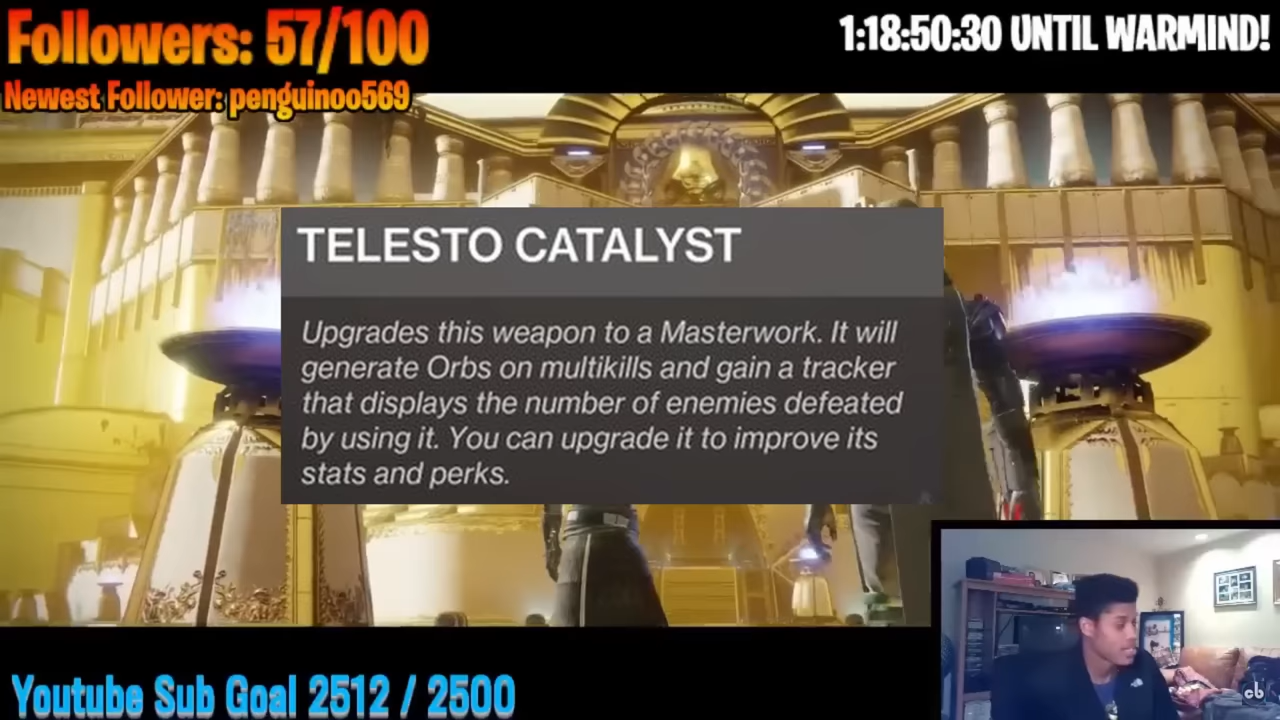 Followers: 57/100
1:18:50:30 UNTIL WARMIND!
Newest Follower: penguinoo569
TELESTO CATALYST
Upgrades this weapon to a Masterwork. It will
generate Orbs on multikills and gain a tracker
that displays the number of enemies defeated
by using it. You can upgrade it to improve its
stats and perks.
Youtube Sub Goal 2512 / 2500
cb